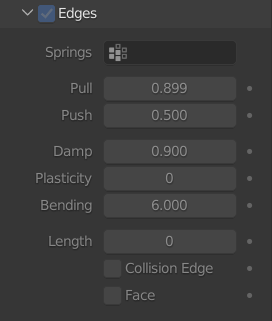 Edges
Springs
Pull 0.899
Push 0.500
Damp 0.900
Plasticity 0
Bending 6.000
Length 0
Collision Edge
Face